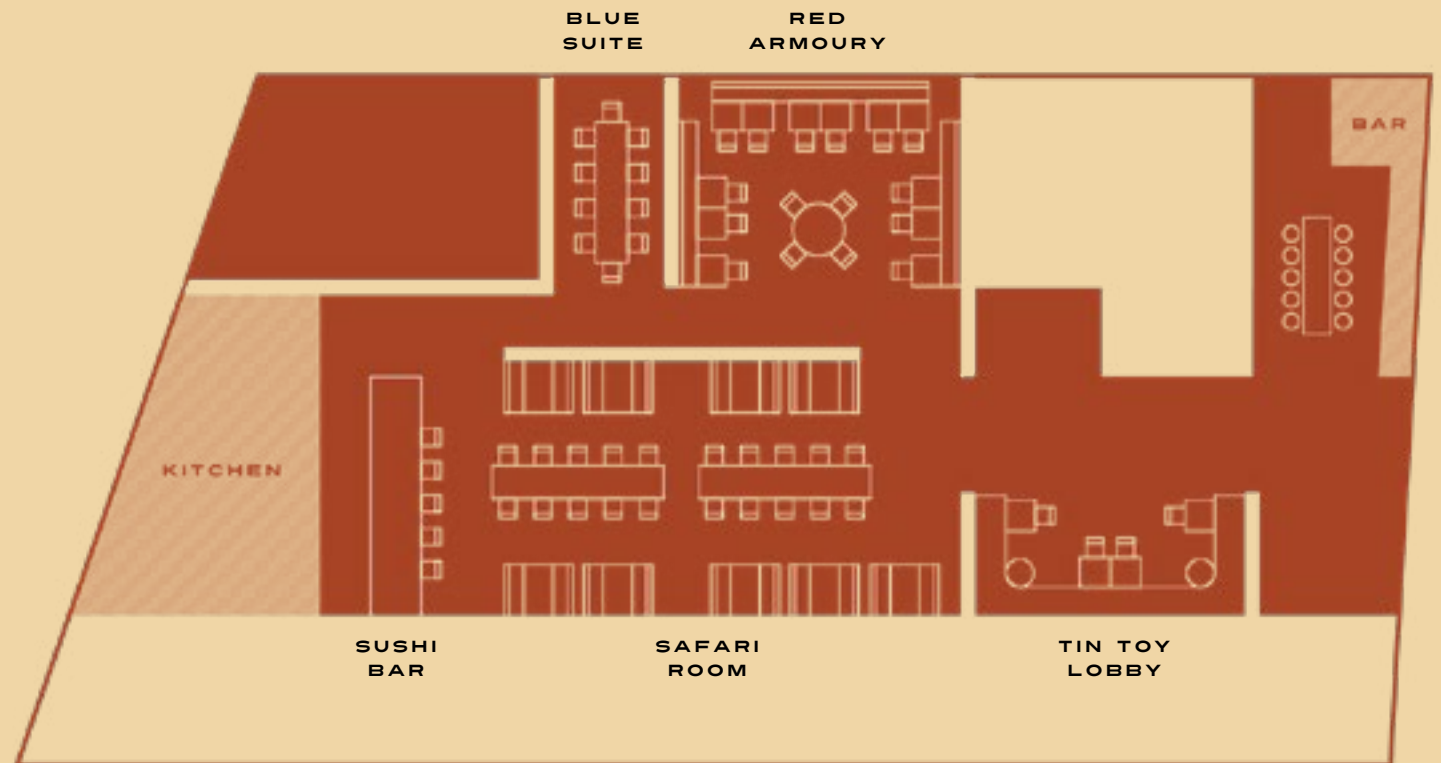 BLUE
SUITE
RED
ARMOURY
BAR
KITCHEN
SUSHI
BAR
SAFARI
ROOM
TIN TOY
LOBBY